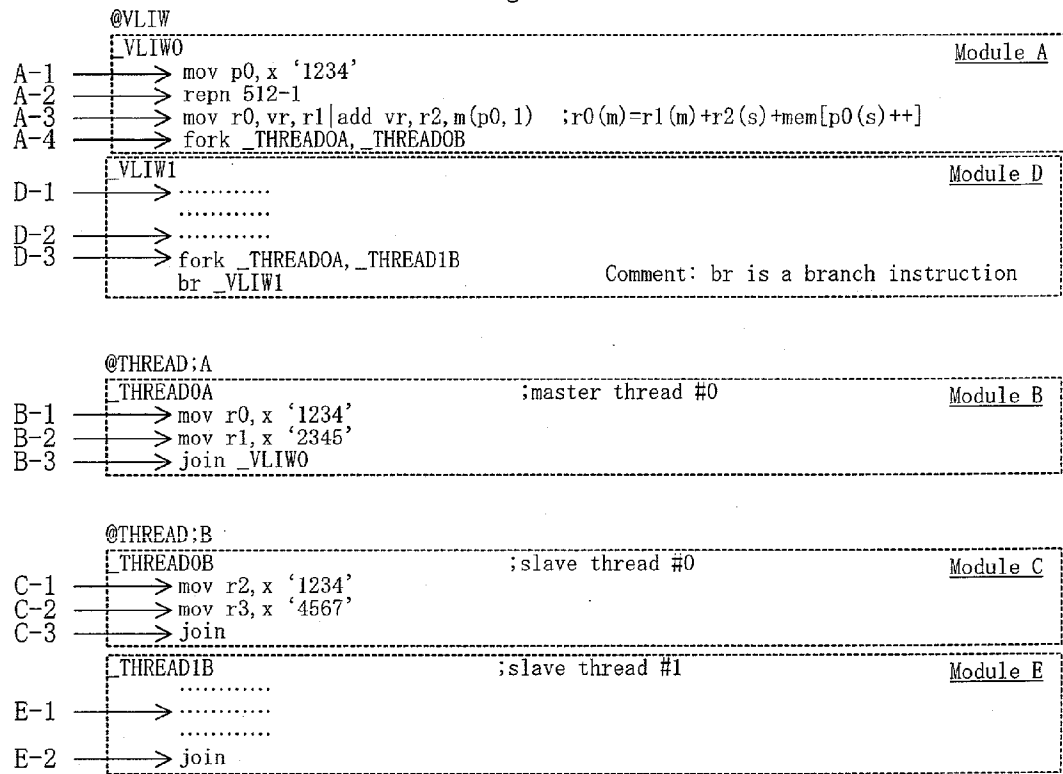 @VLIW
_VLIW0 Module A
A-1 mov p0, x '1234'
A-2 repn 512-1
A-3 mov r0, vr, r1|add vr, r2, m(p0, 1) ;r0(m)=r1(m)+r2(s)+mem[p0(s)++]
A-4 fork _THREAD0A, _THREAD0B
_VLIW1 Module D
D-1 ............
............
D-2 ............
D-3 fork _THREAD0A, _THREAD1B
br _VLIW1 Comment: br is a branch instruction
@THREAD;A
_THREAD0A ;master thread #0 Module B
B-1 mov r0, x '1234'
B-2 mov r1, x '2345'
B-3 join _VLIW0
@THREAD;B
_THREAD0B ;slave thread #0 Module C
C-1 mov r2, x '1234'
C-2 mov r3, x '4567'
C-3 join
_THREAD1B ;slave thread #1 Module E
............
E-1 ............
............
E-2 join